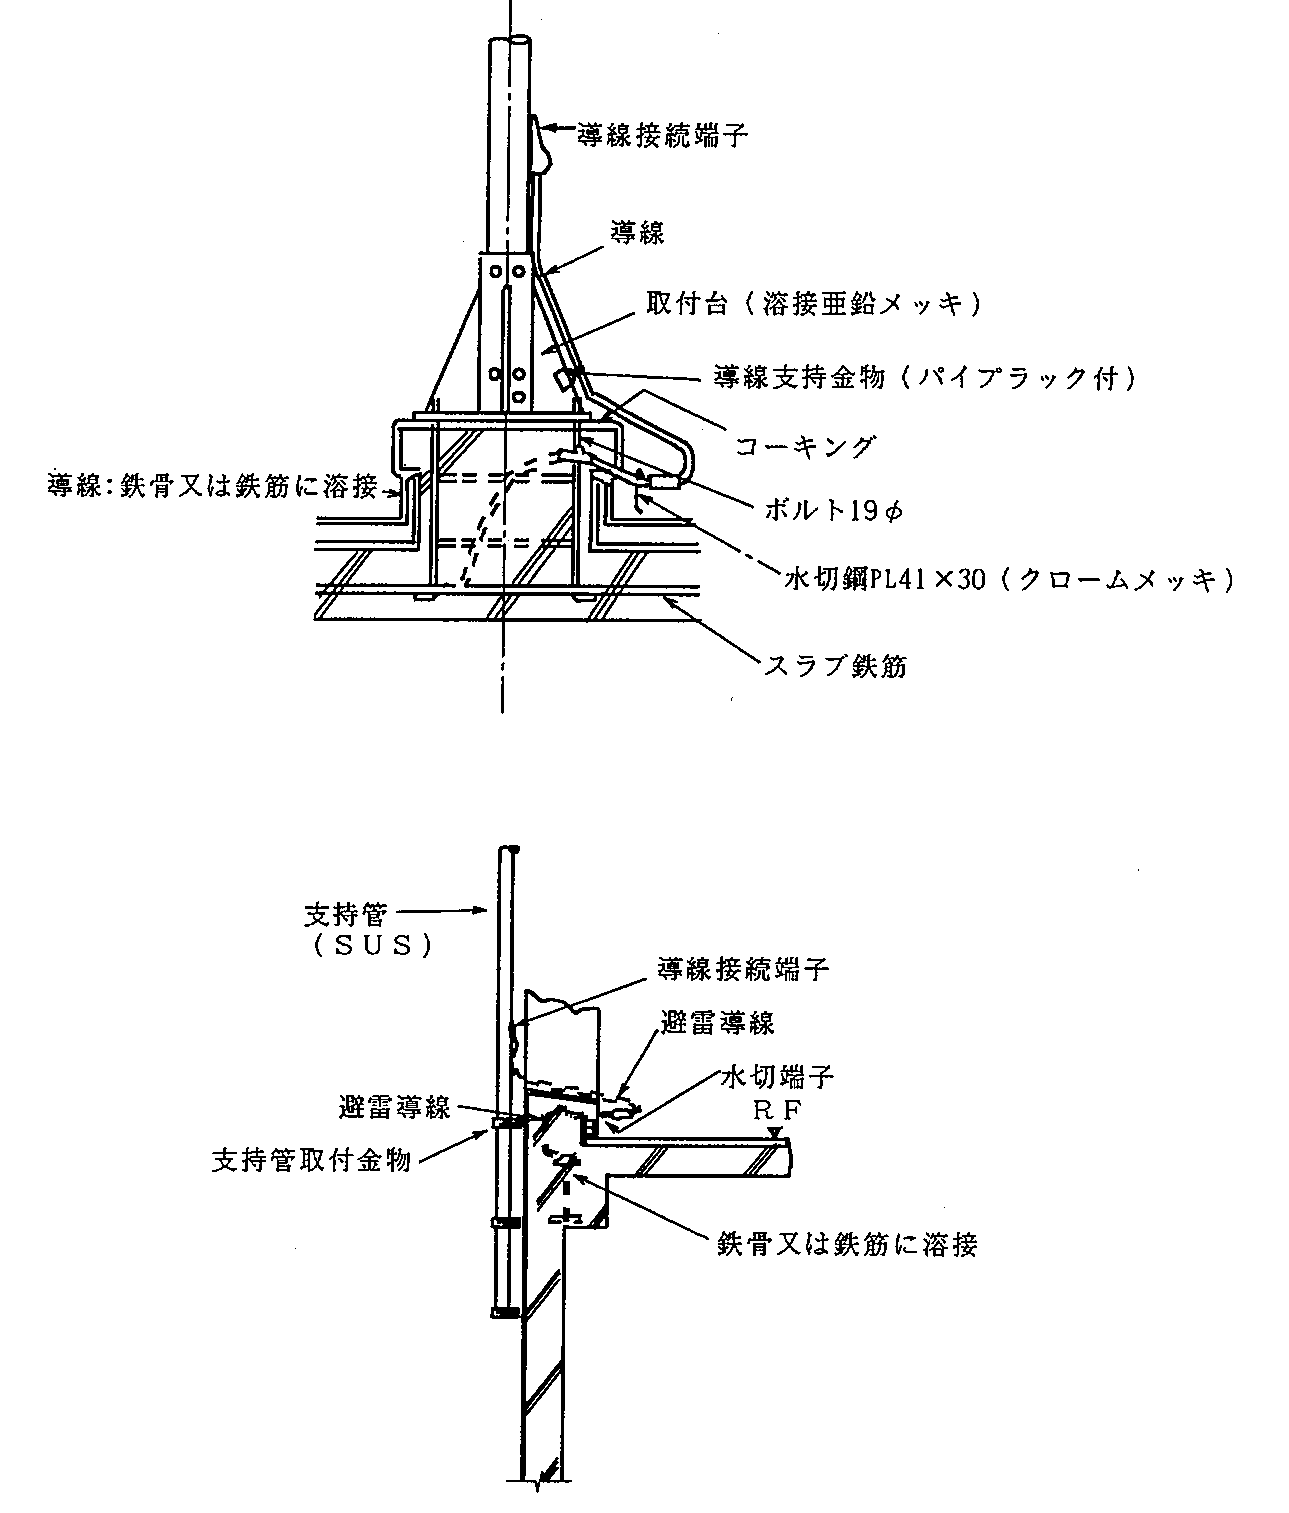 導線接続端子
導線
取付台（溶接亜鉛メッキ）
導線支持金物（パイプラック付）
コーキング
導線:鉄骨又は鉄筋に溶接
ボルト19φ
水切鋼PL41×30（クロームメッキ）
スラブ鉄筋
支持管
（ＳＵＳ）
導線接続端子
避雷導線
水切端子
ＲＦ
避雷導線
支持管取付金物
鉄骨又は鉄筋に溶接